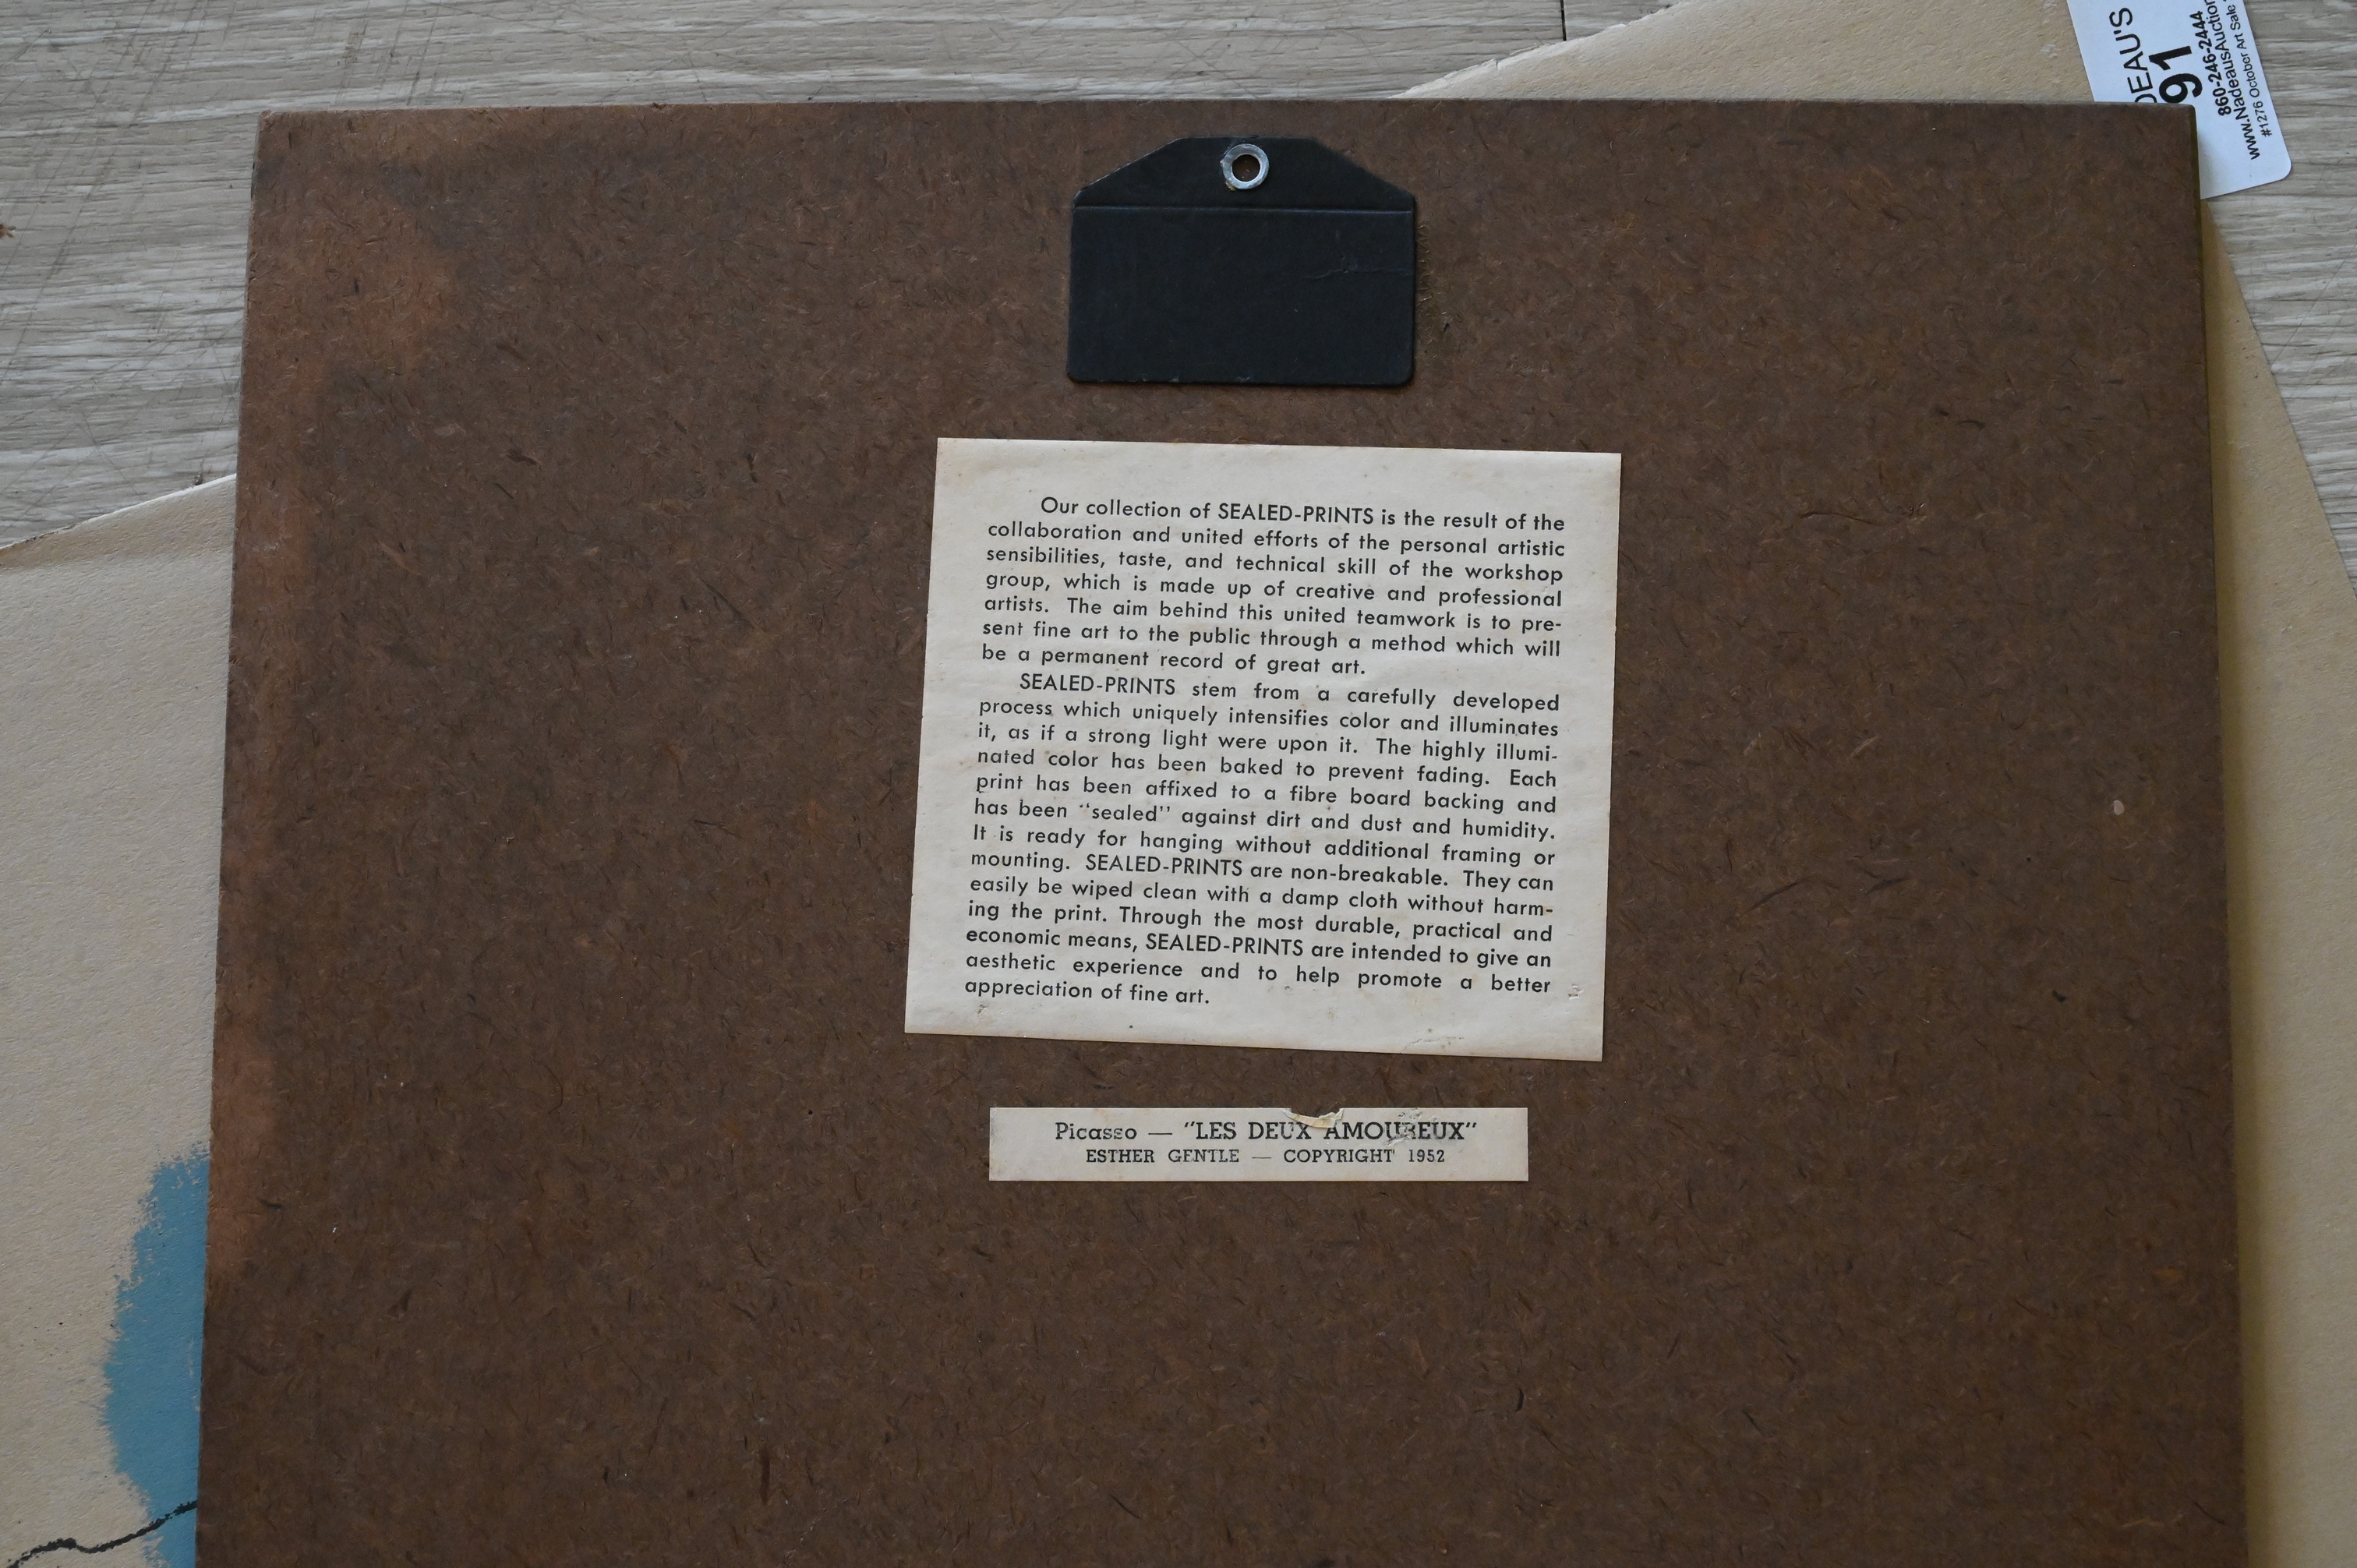 DEAU'S
91
860-246-2444
www.NadeausAuction
#1276 October Art Sale
Our collection of SEALED-PRINTS is the result of the
collaboration and united efforts of the personal artistic
sensibilities, taste, and technical skill of the workshop
group, which is made up of creative and professional
artists. The aim behind this united teamwork is to pre-
sent fine art to the public through a method which will
be a permanent record of great art.
SEALED-PRINTS stem from a carefully developed
process which uniquely intensifies color and illuminates
it, as if a strong light were upon it. The highly illumi-
nated color has been baked to prevent fading. Each
print has been affixed to a fibre board backing and
has been "sealed" against dirt and dust and humidity.
It is ready for hanging without additional framing or
mounting. SEALED-PRINTS are non-breakable. They can
easily be wiped clean with a damp cloth without harm-
ing the print. Through the most durable, practical and
economic means, SEALED-PRINTS are intended to give an
aesthetic experience and to help promote a better
appreciation of fine art.
Picasso — "LES DEUX AMOUREUX"
ESTHER GENTLE — COPYRIGHT 1952